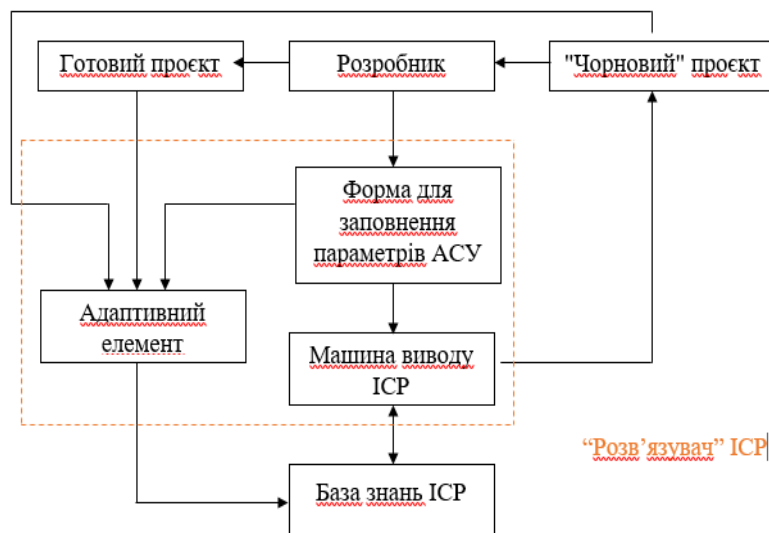 Готовий проєкт
Розробник
"Чорновий" проєкт
Форма для
заповнення
параметрів АСУ
Адаптивний
елемент
Машина виводу
ІСР
“Розв’язувач” ІСР
База знань ІСР